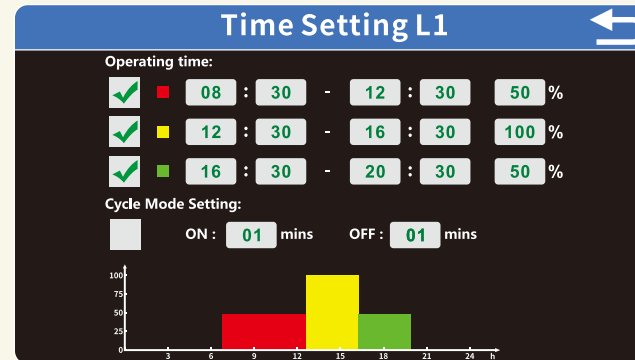 Time Setting L1
Operating time:
08 : 30 - 12 : 30 50 %
12 : 30 - 16 : 30 100 %
16 : 30 - 20 : 30 50 %
Cycle Mode Setting:
ON : 01 mins OFF : 01 mins
100
75
50
25
0
3 6 9 12 15 18 21 24 h